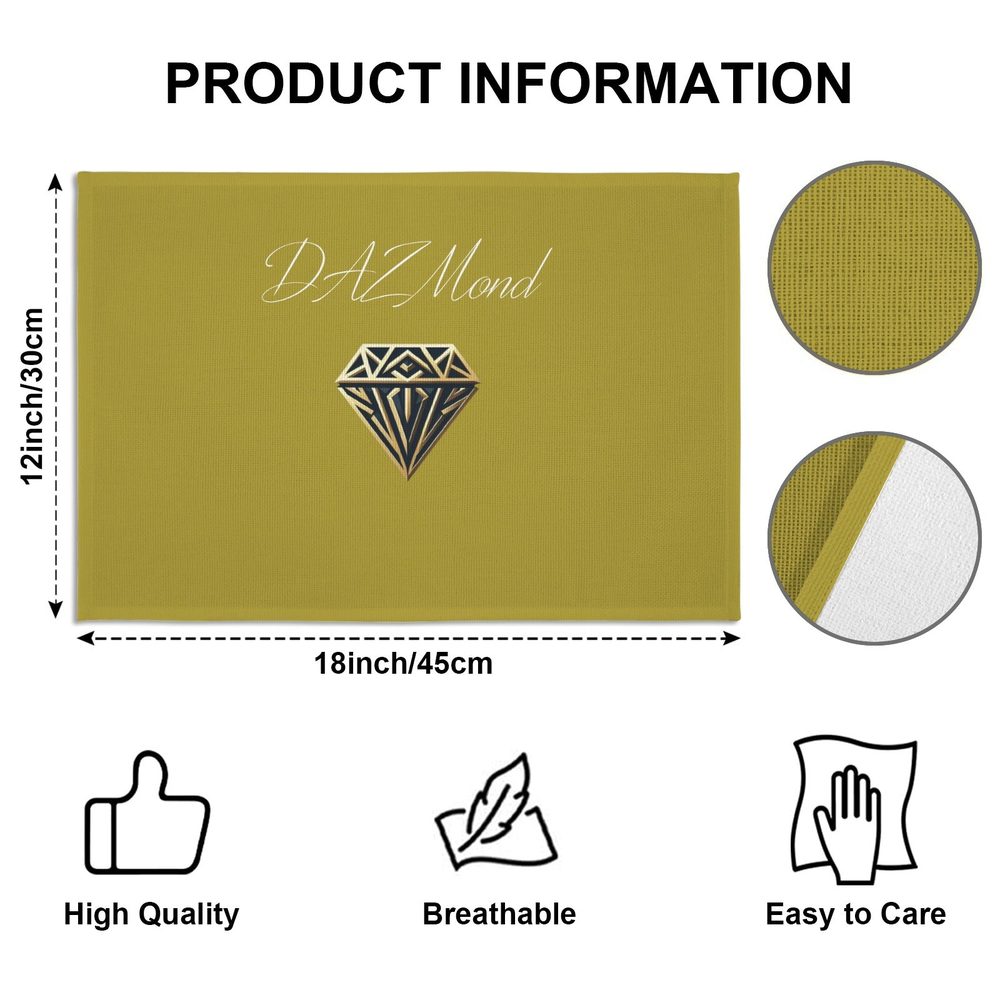 PRODUCT INFORMATION
DAZMond
12inch/30cm
18inch/45cm
High Quality
Breathable
Easy to Care